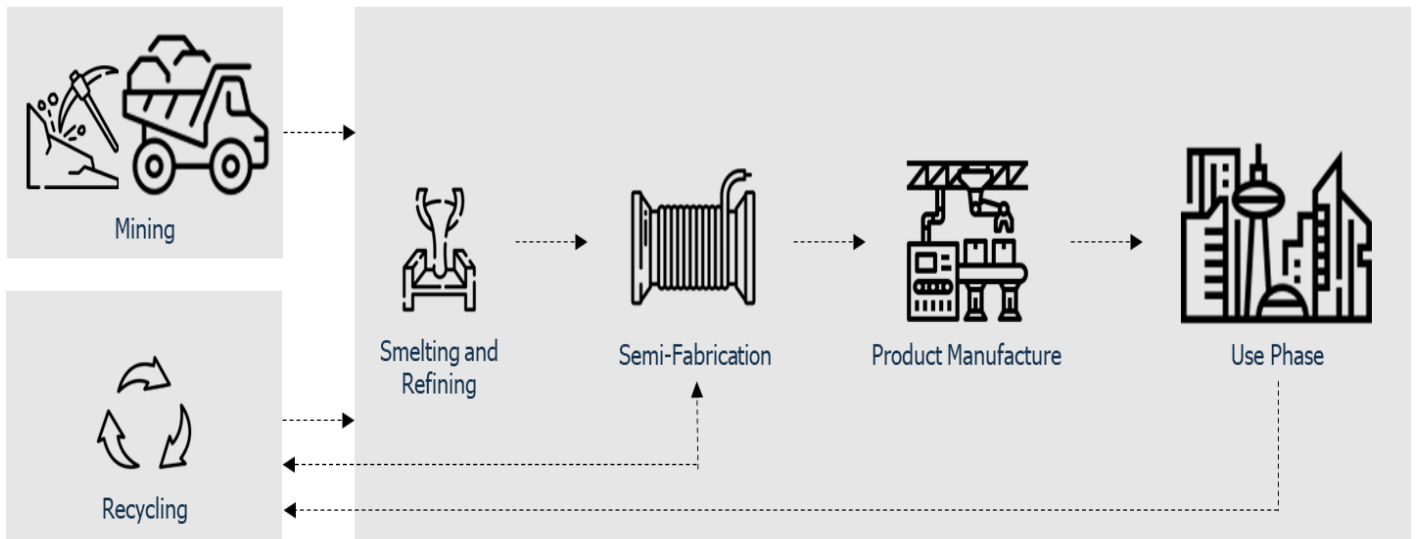 Mining
Smelting and
Refining
Semi-Fabrication
Product Manufacture
Use Phase
Recycling